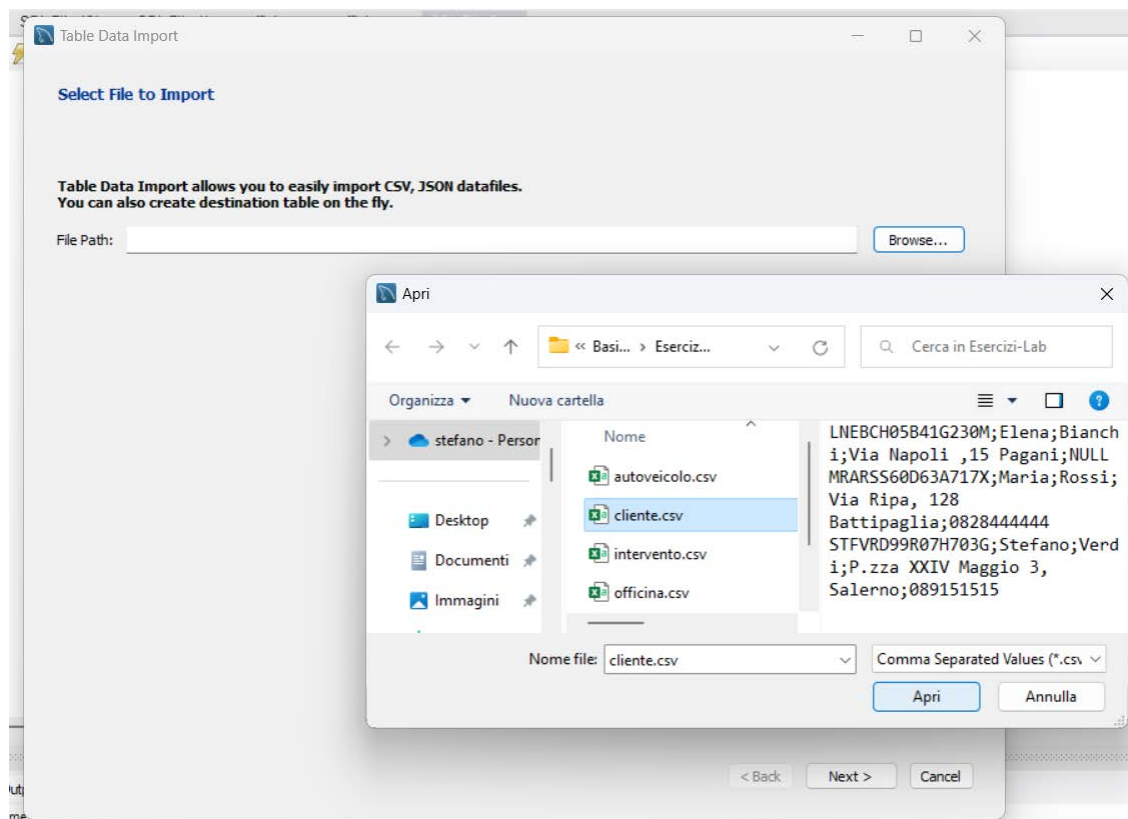 Table Data Import
Select File to Import
Table Data Import allows you to easily import CSV, JSON datafiles.
You can also create destination table on the fly.
File Path:
Browse...
Apri
« Basi... › Eserciz...
Cerca in Esercizi-Lab
Organizza
Nuova cartella
stefano - Person
Desktop
Documenti
Immagini
Nome
autoveicolo.csv
cliente.csv
intervento.csv
officina.csv
LNEBCH05B41G230M;Elena;Bianch
i;Via Napoli ,15 Pagani;NULL
MRARSS60D63A717X;Maria;Rossi;
Via Ripa, 128
Battipaglia;0828444444
STFVRD99R07H703G;Stefano;Verd
i;P.zza XXIV Maggio 3,
Salerno;089151515
Nome file:
cliente.csv
Comma Separated Values (*.csv
Apri
Annulla
< Back
Next >
Cancel